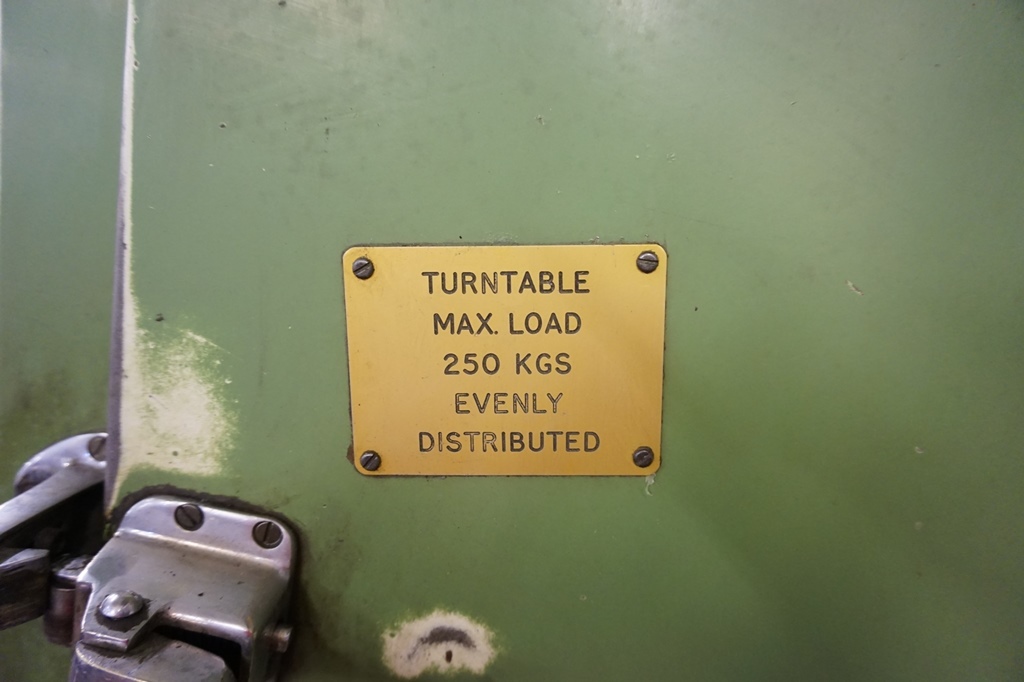 TURNTABLE
MAX. LOAD
250 KGS
EVENLY
DISTRIBUTED